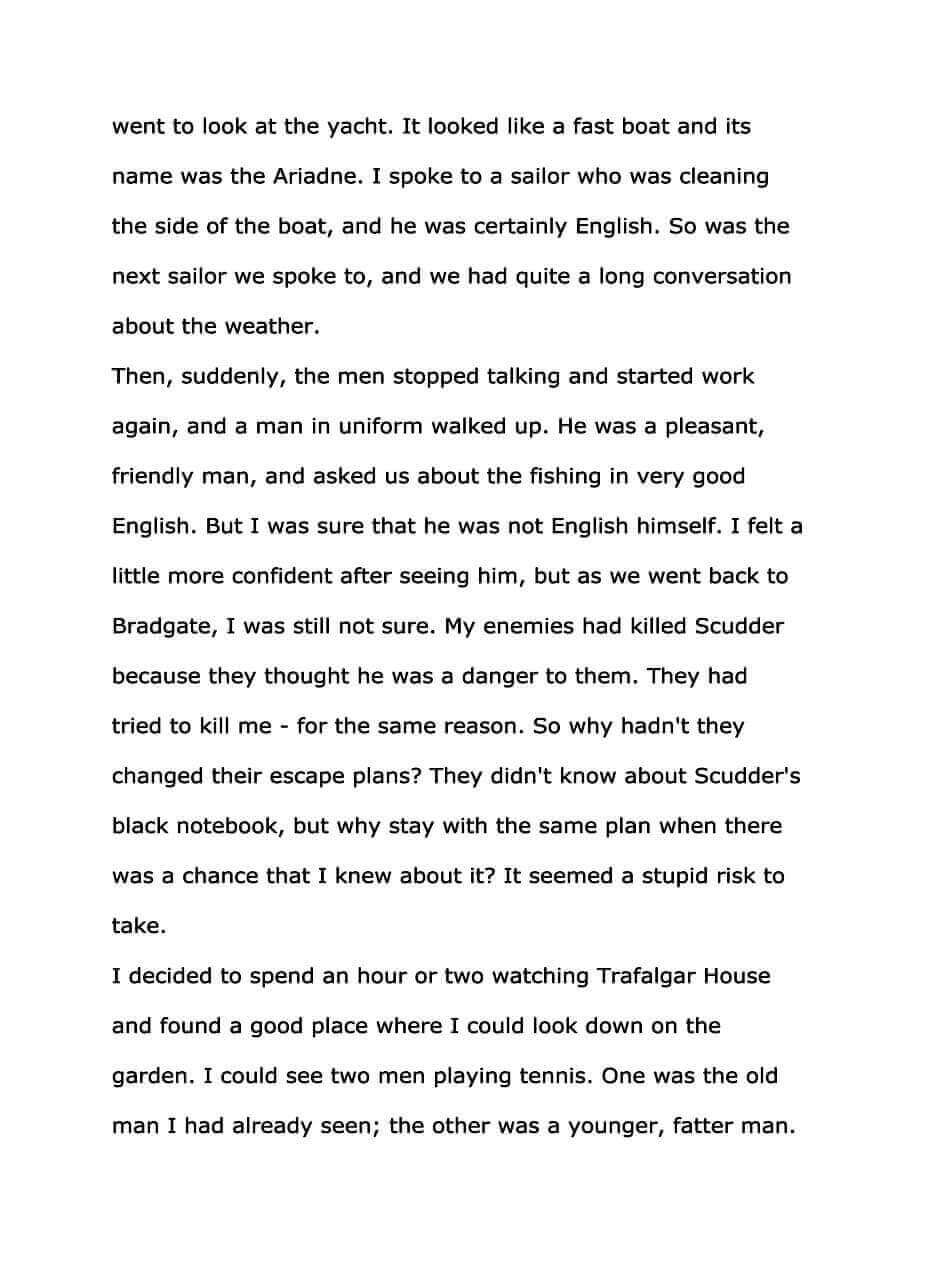 went to look at the yacht. It looked like a fast boat and its
name was the Ariadne. I spoke to a sailor who was cleaning
the side of the boat, and he was certainly English. So was the
next sailor we spoke to, and we had quite a long conversation
about the weather.
Then, suddenly, the men stopped talking and started work
again, and a man in uniform walked up. He was a pleasant,
friendly man, and asked us about the fishing in very good
English. But I was sure that he was not English himself. I felt a
little more confident after seeing him, but as we went back to
Bradgate, I was still not sure. My enemies had killed Scudder
because they thought he was a danger to them. They had
tried to kill me - for the same reason. So why hadn't they
changed their escape plans? They didn't know about Scudder's
black notebook, but why stay with the same plan when there
was a chance that I knew about it? It seemed a stupid risk to
take.
I decided to spend an hour or two watching Trafalgar House
and found a good place where I could look down on the
garden. I could see two men playing tennis. One was the old
man I had already seen; the other was a younger, fatter man.